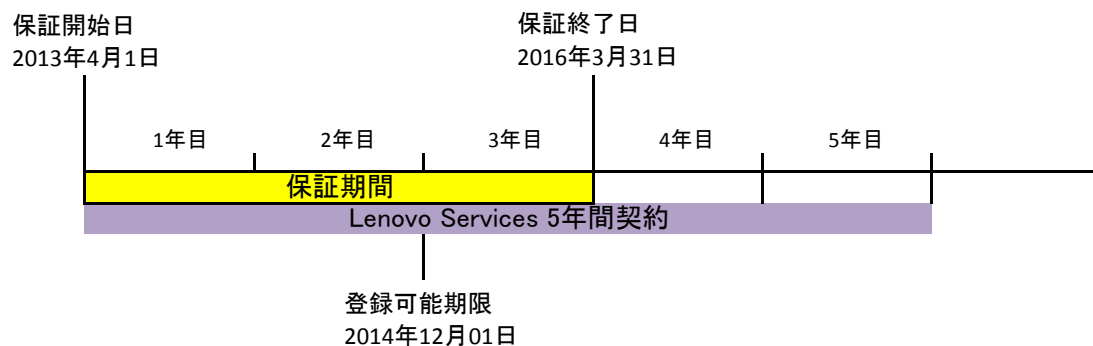 保証開始日
2013年4月1日
保証終了日
2016年3月31日
1年目
2年目
3年目
4年目
5年目
保証期間
Lenovo Services 5年間契約
登録可能期限
2014年12月01日